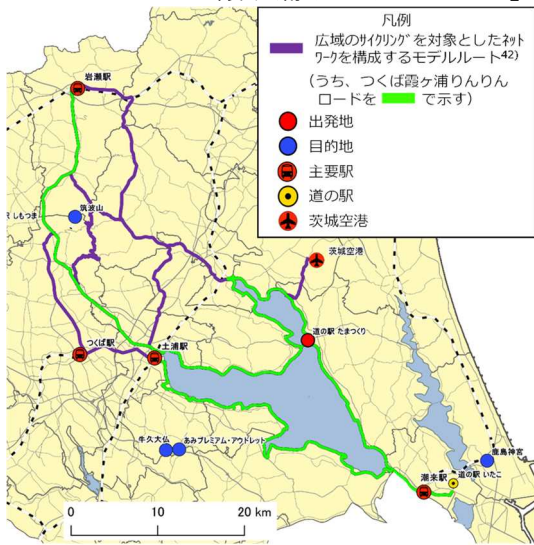 凡例
広域のサイクリングを対象としたネット
ワークを構成するモデルルート42)
(うち、つくば霞ヶ浦りんりん
ロードを で示す)
出発地
目的地
主要駅
道の駅
茨城空港
岩瀬駅
しもつま
筑波山
茨城空港
道の駅 たまつくり
つくば駅
土浦駅
牛久大仏
あみプレミアム・アウトレット
鹿島神宮
潮来駅
道の駅 いたこ
0 10 20 km